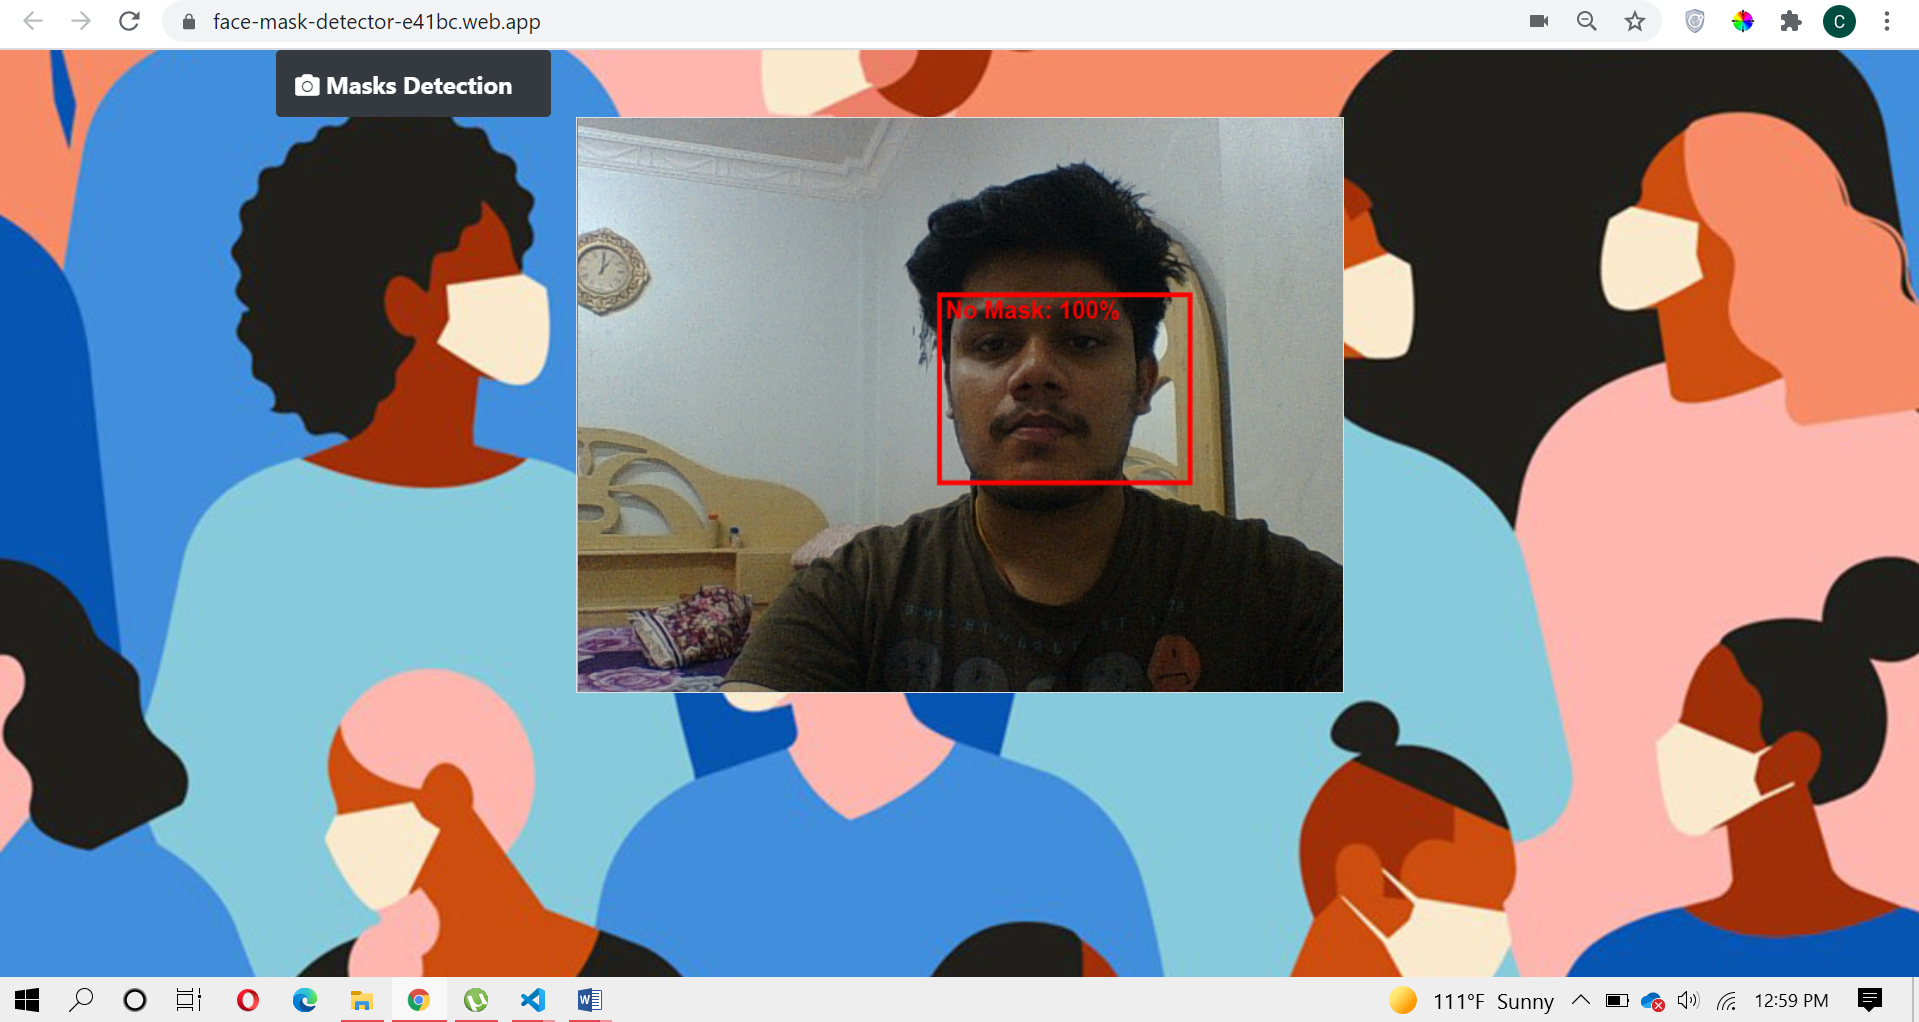 face-mask-detector-e41bc.web.app
C
Masks Detection
No Mask: 100%
111°F Sunny
12:59 PM